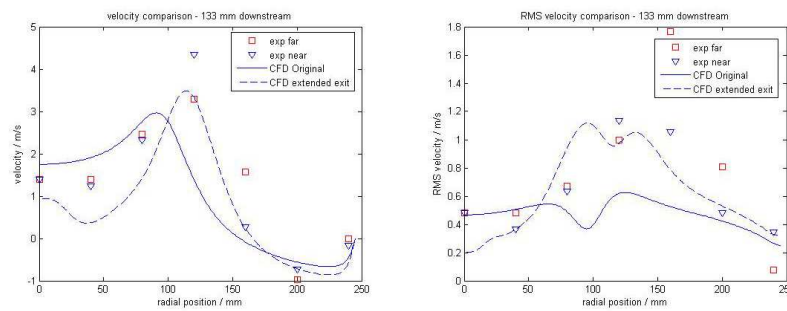 velocity comparison - 133 mm downstream
velocity / m/s
5
4
3
2
1
0
-1
exp far
exp near
CFD Original
CFD extended exit
0
50
100
150
200
250
radial position / mm
RMS velocity comparison - 133 mm downstream
RMS velocity / m/s
1.8
1.6
1.4
1.2
1
0.8
0.6
0.4
0.2
0
exp far
exp near
CFD Original
CFD extended exit
0
50
100
150
200
250
radial position / mm